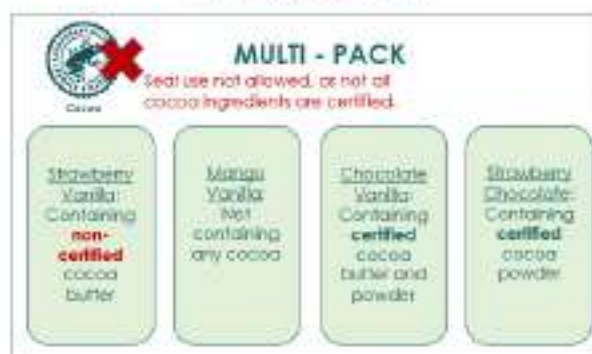 MULTI - PACK
Seal use not allowed, as not all
cocoa ingredients are certified.
Cocoa
Strawberry
Vanilla:
Containing
non-
certified
cocoa
butter
Mango
Vanilla:
Not
containing
any cocoa
Chocolate
Vanilla:
Containing
certified
cocoa
butter and
powder
Strawberry
Chocolate:
Containing
certified
cocoa
powder